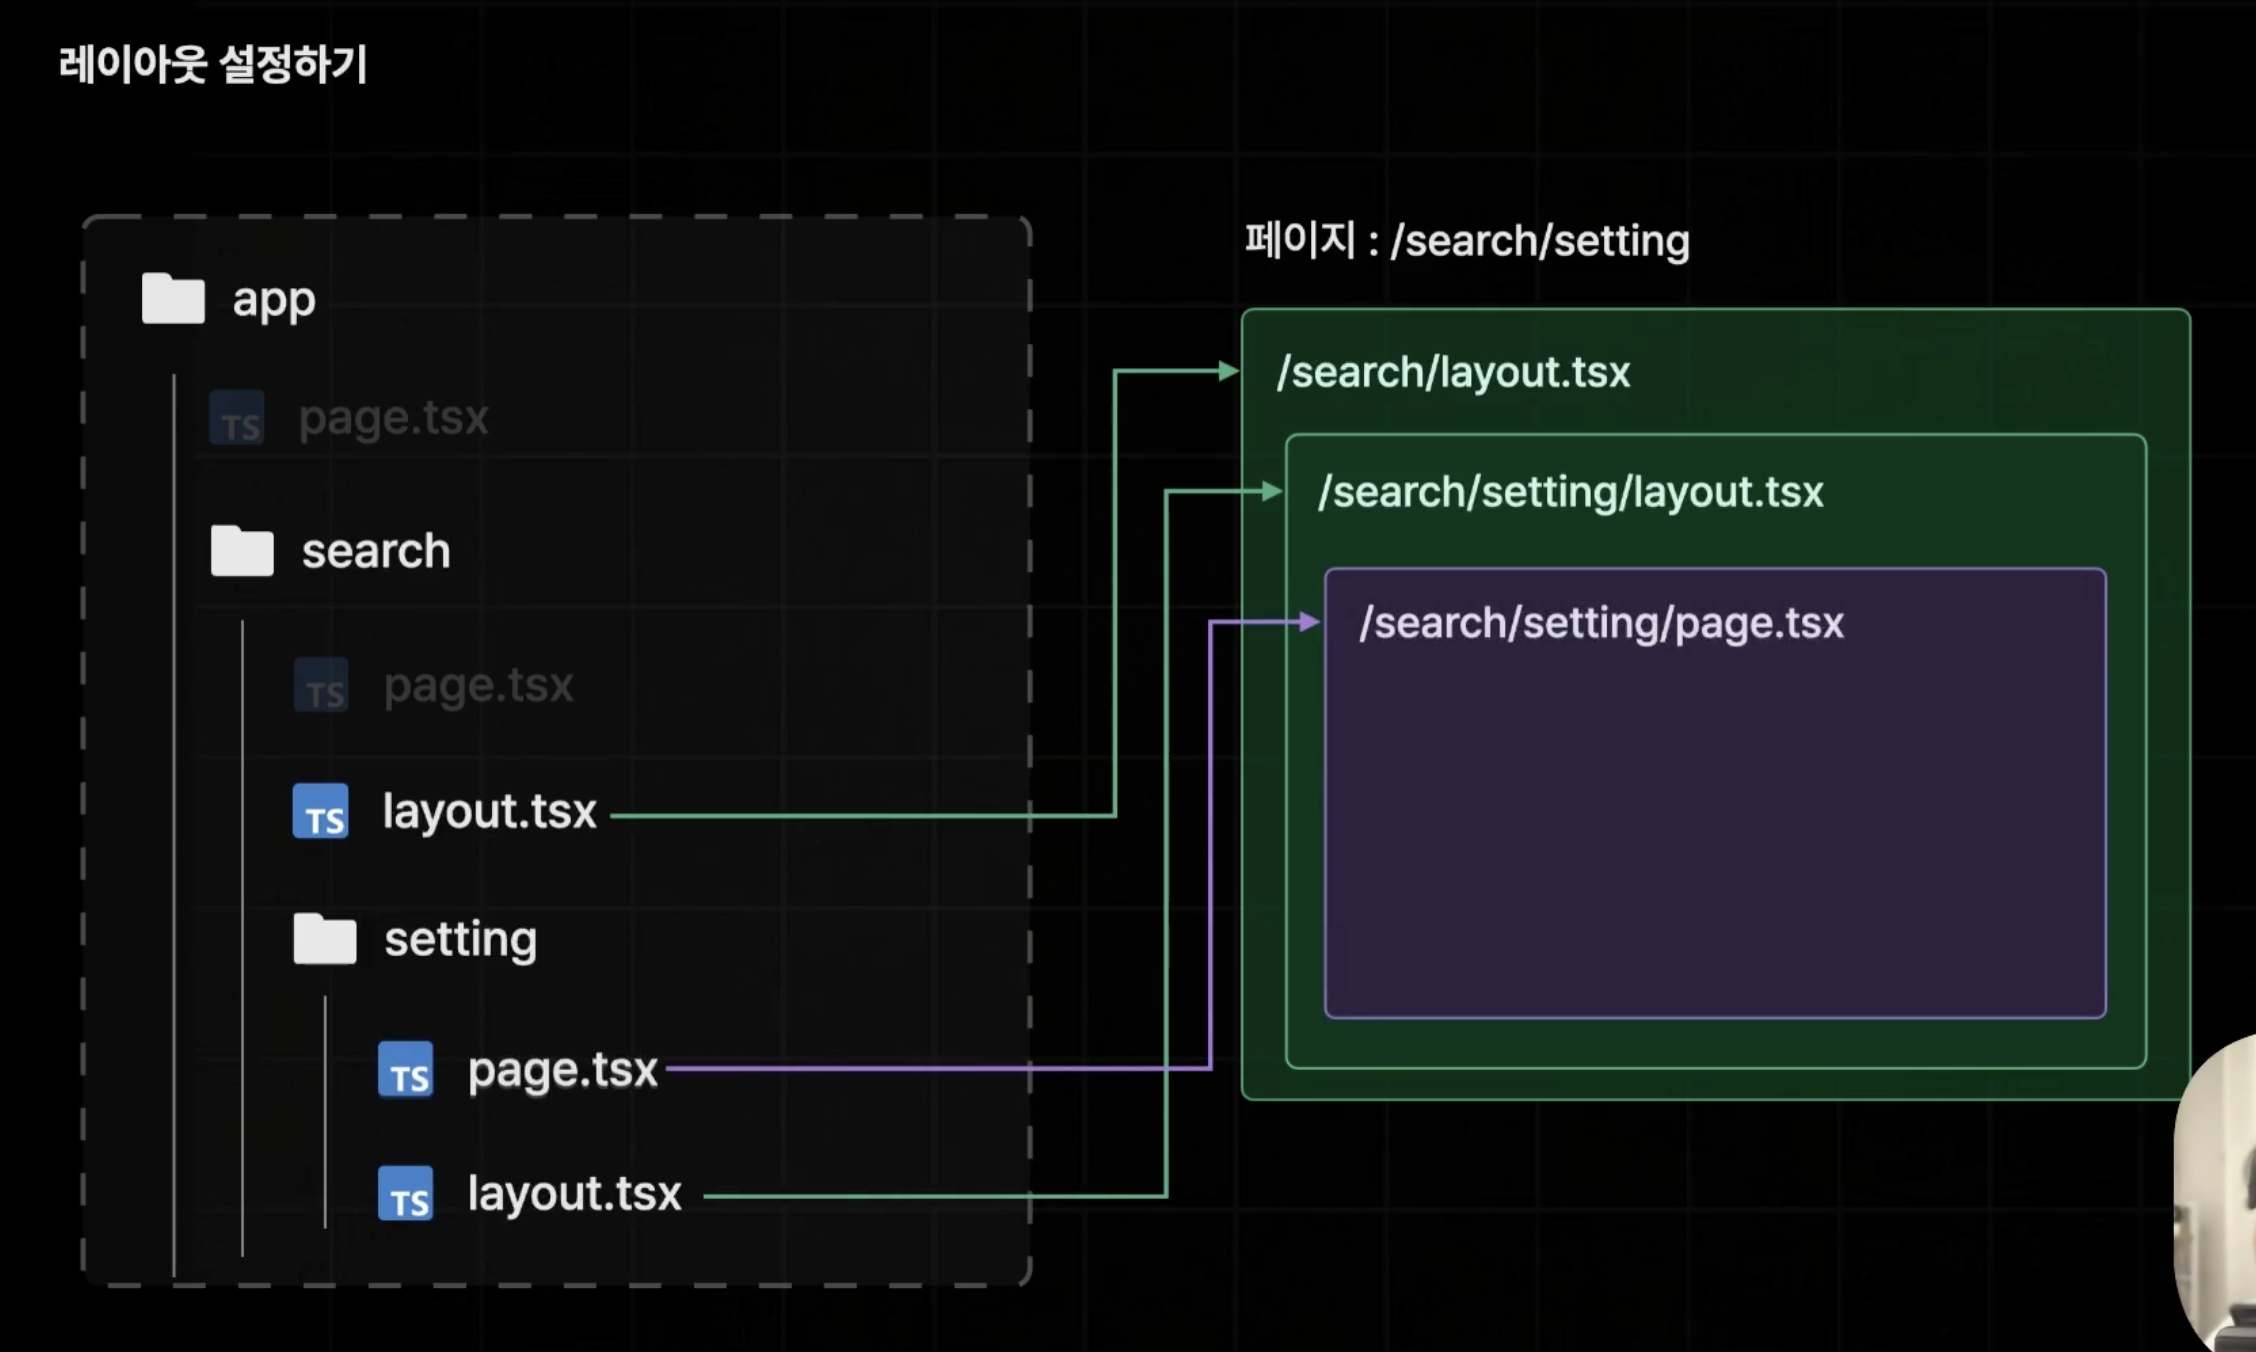 레이아웃 설정하기
app
TS page.tsx
search
TS page.tsx
TS layout.tsx
setting
TS page.tsx
TS layout.tsx
페이지 : /search/setting
/search/layout.tsx
/search/setting/layout.tsx
/search/setting/page.tsx